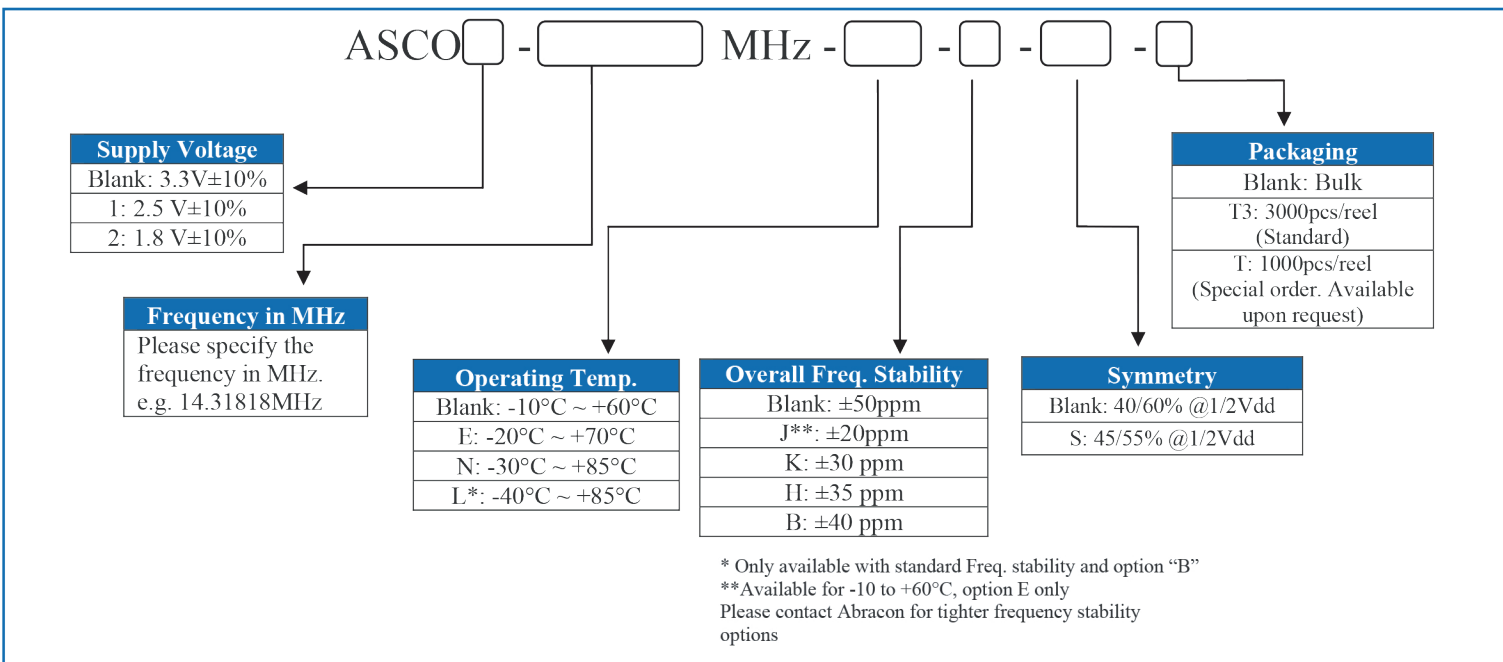 ASCO - MHz - - - -
Supply Voltage
Blank: 3.3V±10%
1: 2.5 V±10%
2: 1.8 V±10%
Frequency in MHz
Please specify the
frequency in MHz.
e.g. 14.31818MHz
Operating Temp.
Blank: -10°C ~ +60°C
E: -20°C ~ +70°C
N: -30°C ~ +85°C
L*: -40°C ~ +85°C
Overall Freq. Stability
Blank: ±50ppm
J**: ±20ppm
K: ±30 ppm
H: ±35 ppm
B: ±40 ppm
Symmetry
Blank: 40/60% @1/2Vdd
S: 45/55% @1/2Vdd
Packaging
Blank: Bulk
T3: 3000pcs/reel
(Standard)
T: 1000pcs/reel
(Special order. Available
upon request)
* Only available with standard Freq. stability and option “B”
**Available for -10 to +60°C, option E only
Please contact Abracon for tighter frequency stability
options